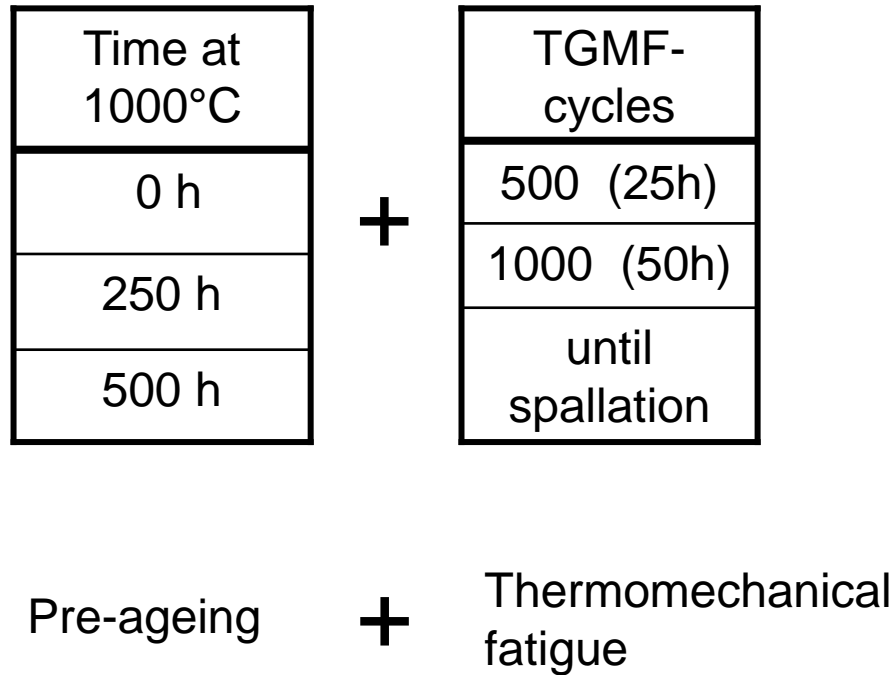 Time at
1000°C
0 h
250 h
500 h
+
TGMF-
cycles
500 (25h)
1000 (50h)
until
spallation
Pre-ageing
+
Thermomechanical
fatigue